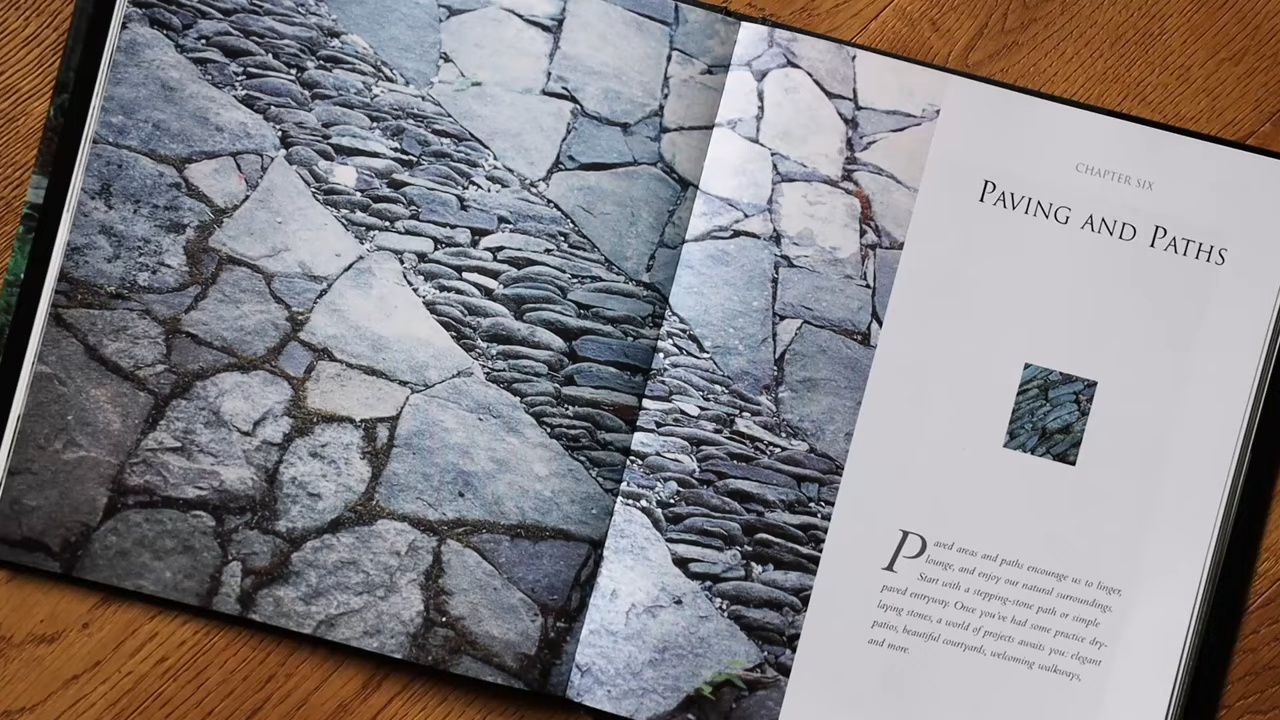 CHAPTER SIX
PAVING AND PATHS
Paved areas and paths encourage us to linger,
lounge, and enjoy our natural surroundings.
Start with a stepping-stone path or simple
paved entryway. Once you've had some practice dry-
laying stones, a world of projects awaits you: elegant
patios, beautiful courtyards, welcoming walkways,
and more.